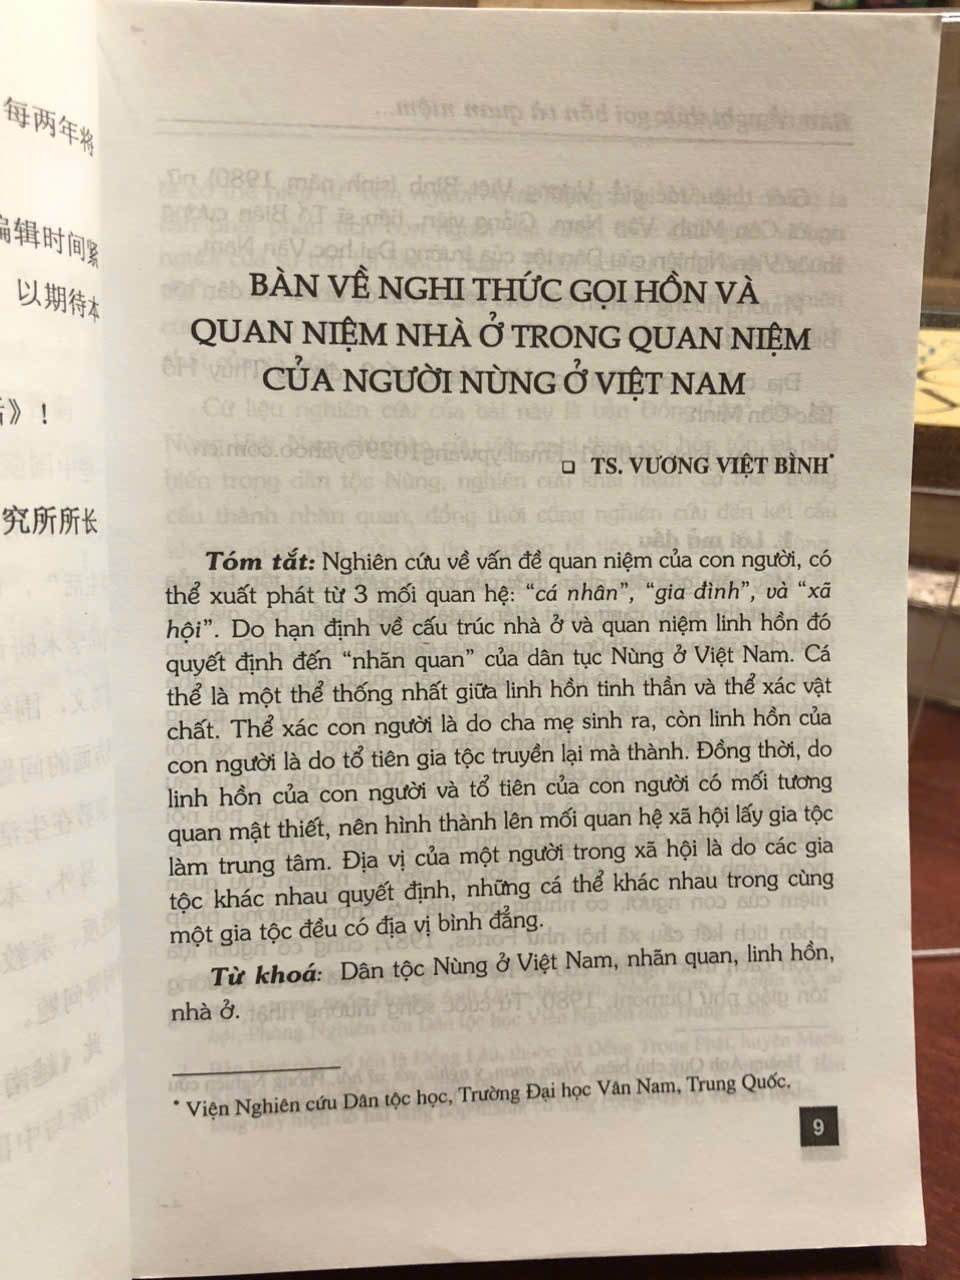 每两年将
编辑时间紧
以期待本
》！
究所所长
BÀN VỀ NGHI THỨC GỌI HỒN VÀ
QUAN NIỆM NHÀ Ở TRONG QUAN NIỆM
CỦA NGƯỜI NÙNG Ở VIỆT NAM
❑ TS. VƯƠNG VIỆT BÌNH*
Tóm tắt: Nghiên cứu về vấn đề quan niệm của con người, có
thể xuất phát từ 3 mối quan hệ: “cá nhân”, “gia đình”, và “xã
hội”. Do hạn định về cấu trúc nhà ở và quan niệm linh hồn đó
quyết định đến “nhãn quan” của dân tục Nùng ở Việt Nam. Cá
thể là một thể thống nhất giữa linh hồn tinh thần và thể xác vật
chất. Thể xác con người là do cha mẹ sinh ra, còn linh hồn của
con người là do tổ tiên gia tộc truyền lại mà thành. Đồng thời, do
linh hồn của con người và tổ tiên của con người có mối tương
quan mật thiết, nên hình thành lên mối quan hệ xã hội lấy gia tộc
làm trung tâm. Địa vị của một người trong xã hội là do các gia
tộc khác nhau quyết định, những cá thể khác nhau trong cùng
một gia tộc đều có địa vị bình đẳng.
Từ khoá: Dân tộc Nùng ở Việt Nam, nhãn quan, linh hồn,
nhà ở.
* Viện Nghiên cứu Dân tộc học, Trường Đại học Vân Nam, Trung Quốc.
9